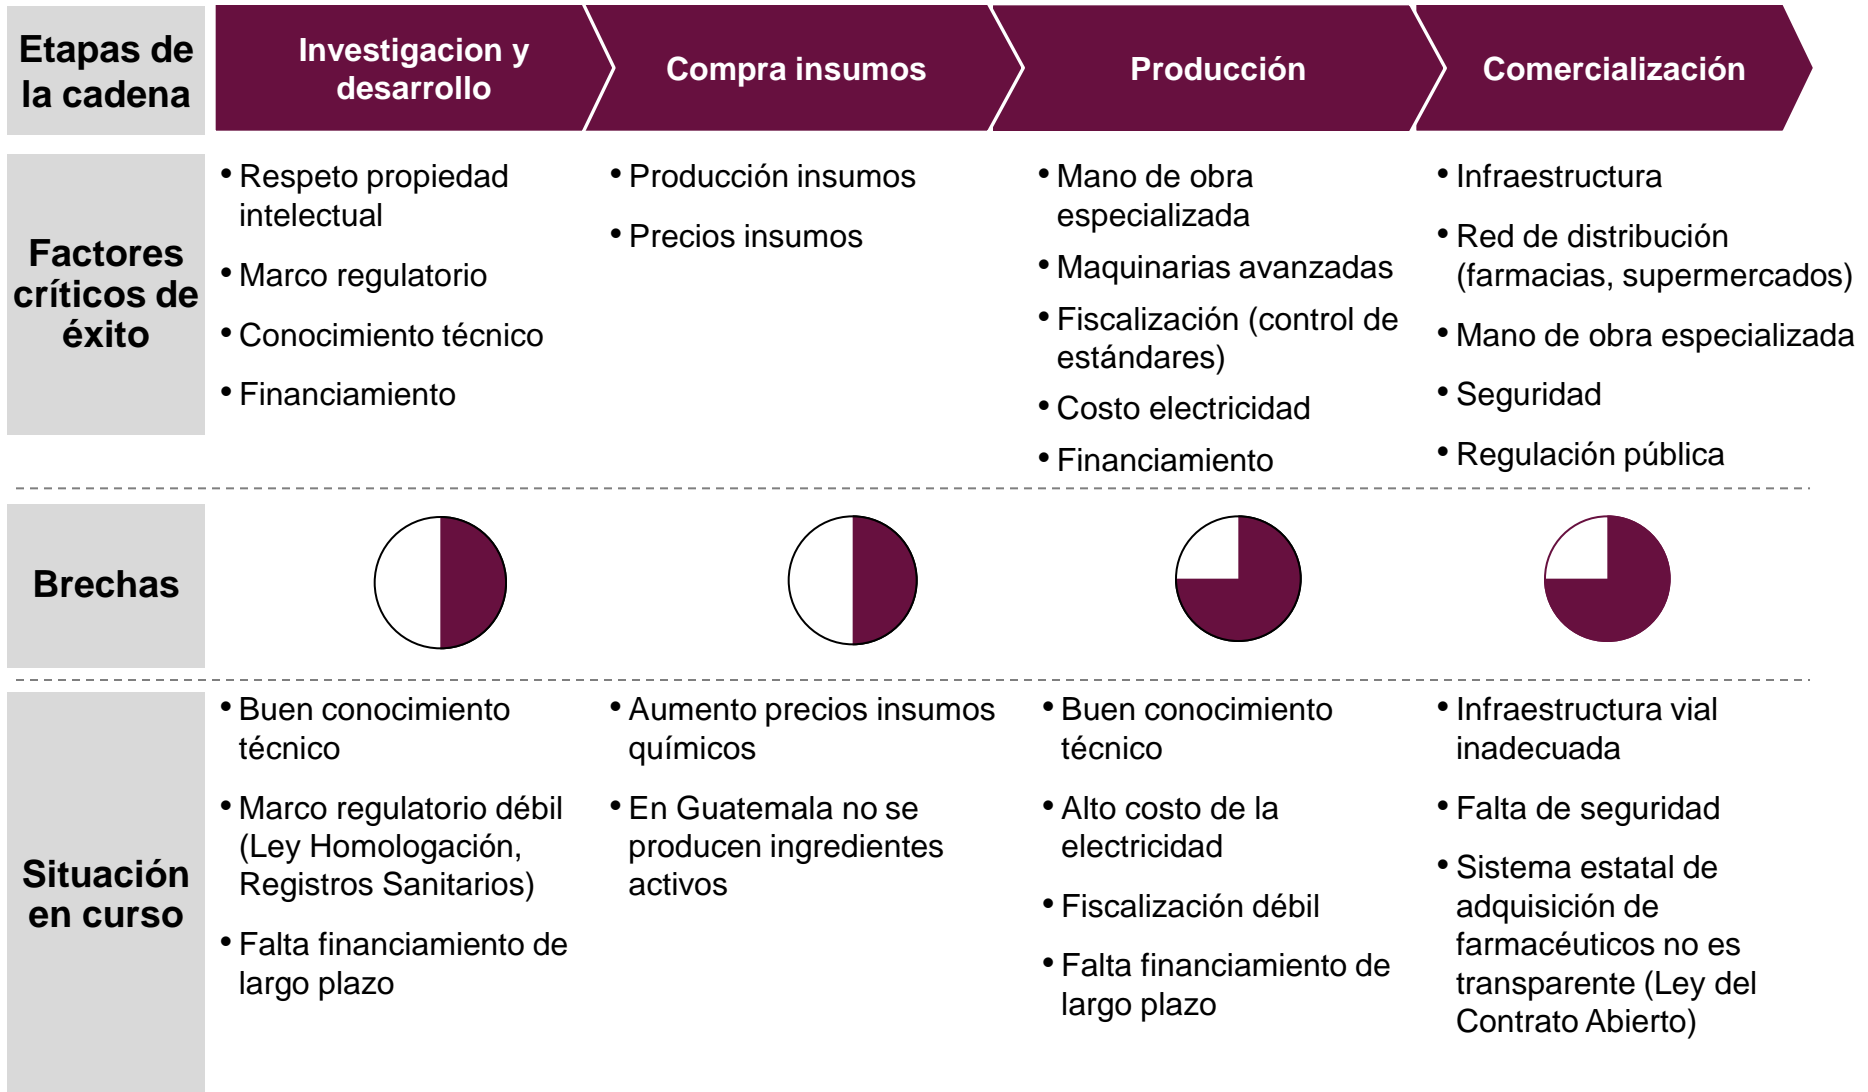 Etapas de
la cadena
Investigacion y
desarrollo
Compra insumos
Producción
Comercialización
Factores
críticos de
éxito
• Respeto propiedad
intelectual
• Marco regulatorio
• Conocimiento técnico
• Financiamiento
• Producción insumos
• Precios insumos
• Mano de obra
especializada
• Maquinarias avanzadas
• Fiscalización (control de
estándares)
• Costo electricidad
• Financiamiento
• Infraestructura
• Red de distribución
(farmacias, supermercados)
• Mano de obra especializada
• Seguridad
• Regulación pública
Brechas
Situación
en curso
• Buen conocimiento
técnico
• Marco regulatorio débil
(Ley Homologación,
Registros Sanitarios)
• Falta financiamiento de
largo plazo
• Aumento precios insumos
químicos
• En Guatemala no se
producen ingredientes
activos
• Buen conocimiento
técnico
• Alto costo de la
electricidad
• Fiscalización débil
• Falta financiamiento de
largo plazo
• Infraestructura vial
inadecuada
• Falta de seguridad
• Sistema estatal de
adquisición de
farmacéuticos no es
transparente (Ley del
Contrato Abierto)